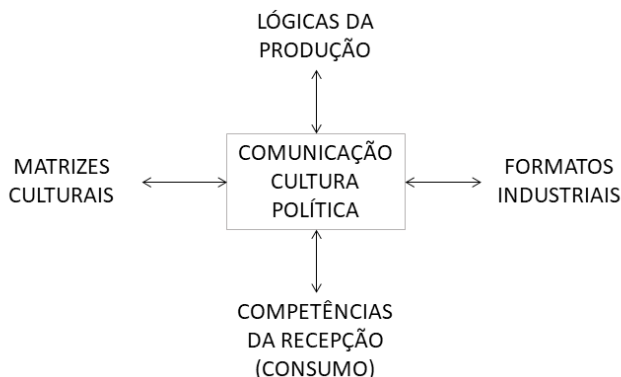 LÓGICAS DA
PRODUÇÃO
MATRIZES
CULTURAIS
COMUNICAÇÃO
CULTURA
POLÍTICA
FORMATOS
INDUSTRIAIS
COMPETÊNCIAS
DA RECEPÇÃO
(CONSUMO)